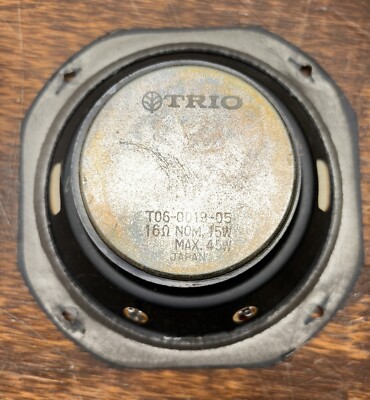 TRIO
T06-0019-05
16Ω NOM. 15W
MAX. 45W
JAPAN